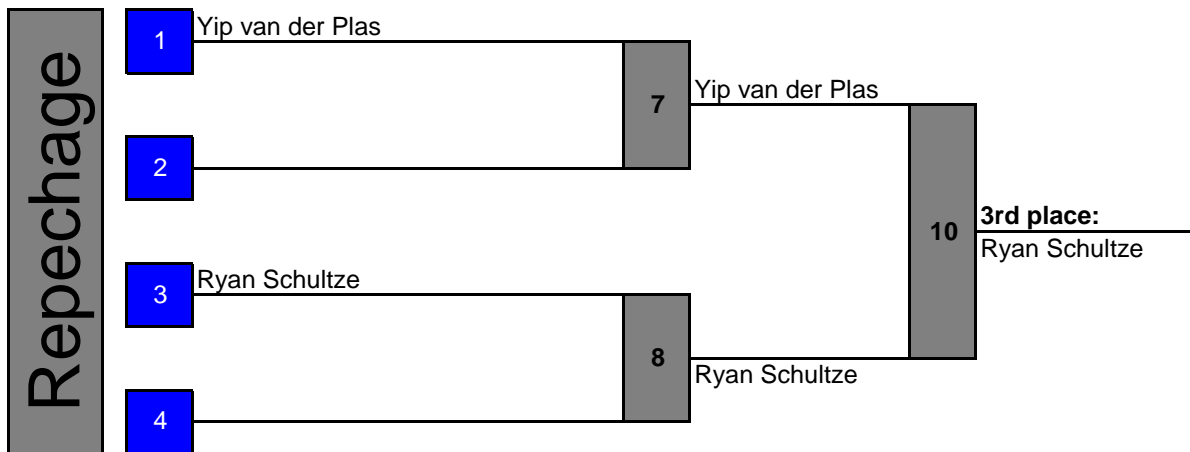 Repechage
1
Yip van der Plas
7
Yip van der Plas
2
10
3rd place:
Ryan Schultze
3
Ryan Schultze
8
Ryan Schultze
4